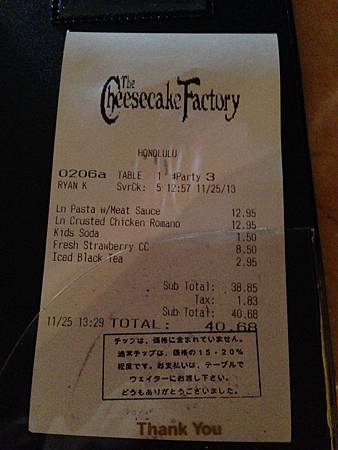 The
Cheesecake Factory
HONOLULU
0206a TABLE 1 #Party 3
RYAN K SvrCk: 5 12:57 11/25/13
Ln Pasta w/Meat Sauce 12.95
Ln Crusted Chicken Romano 12.95
Kids Soda 1.50
Fresh Strawberry CC 8.50
Iced Black Tea 2.95
Sub Total: 38.85
Tax: 1.83
Sub Total: 40.68
11/25 13:29 TOTAL: 40.68
チップは、価格に含まれていません。
通常チップは、価格の15-20%
程度です。お支払いは、テーブルで
ウェイターにお渡し下さい。
どうもありがとうございました。
Thank You